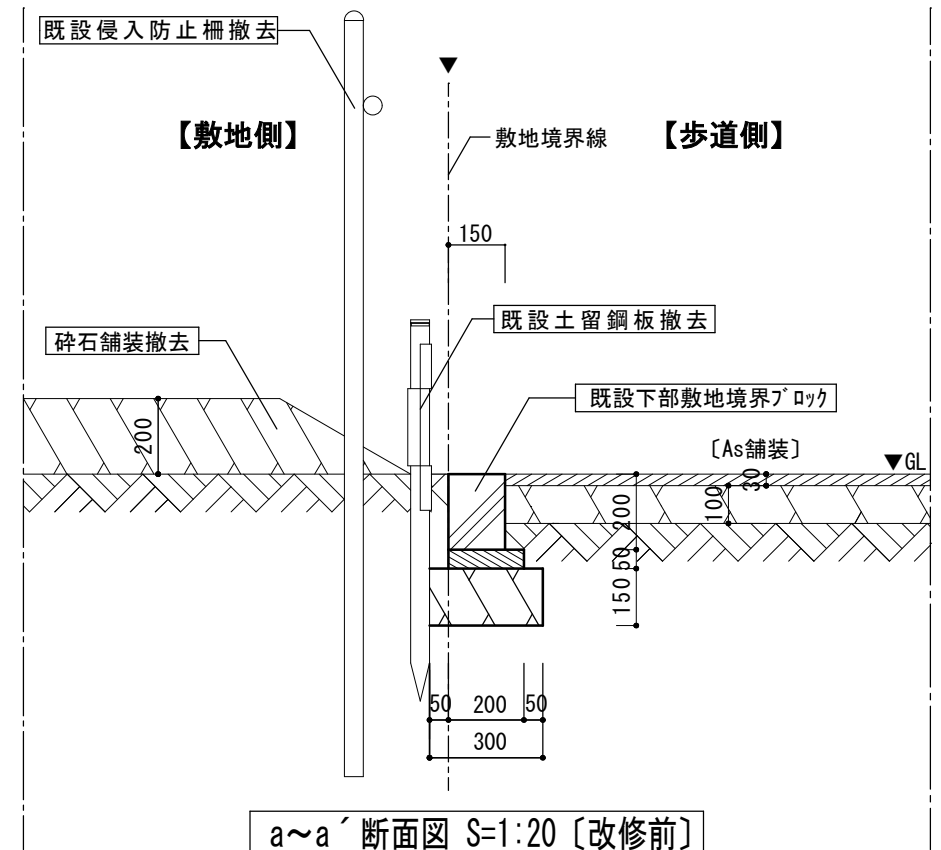 既設侵入防止柵撤去
▼
【敷地側】
敷地境界線
【歩道側】
150
既設土留鋼板撤去
砕石舗装撤去
既設下部敷地境界ﾌﾞﾛｯｸ
200
〔As舗装〕
▼GL
30
100
200
50
150
50 200 50
300
a～a´断面図 S=1:20〔改修前〕